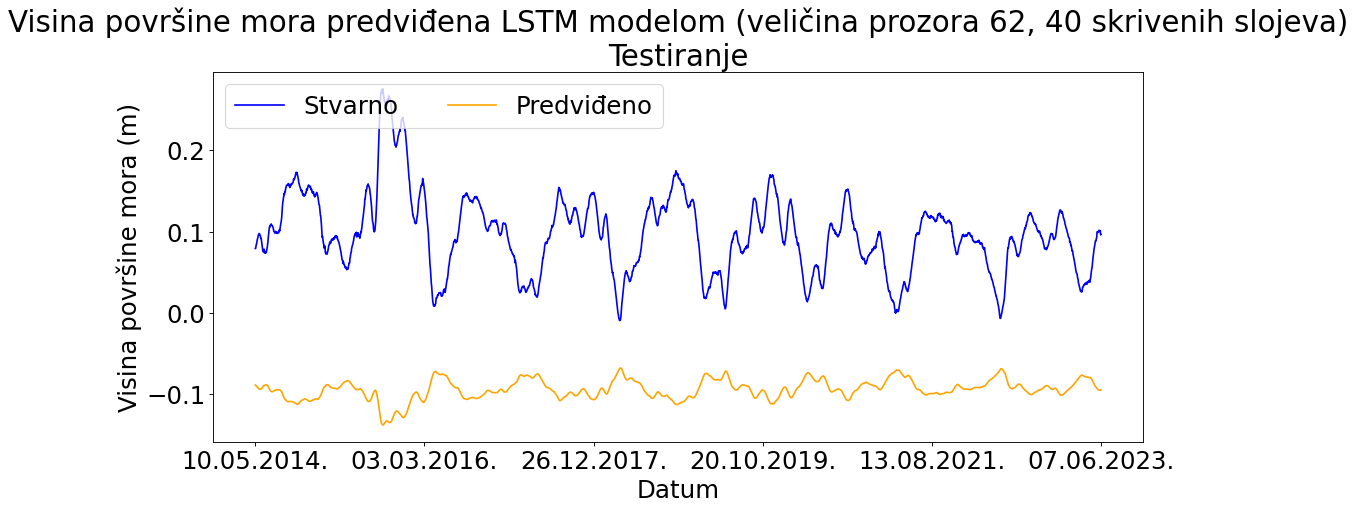 Visina površine mora predviđena LSTM modelom (veličina prozora 62, 40 skrivenih slojeva)
Testiranje
Stvarno Predviđeno
Visina površine mora (m)
0.2
0.1
0.0
−0.1
10.05.2014. 03.03.2016. 26.12.2017. 20.10.2019. 13.08.2021. 07.06.2023.
Datum